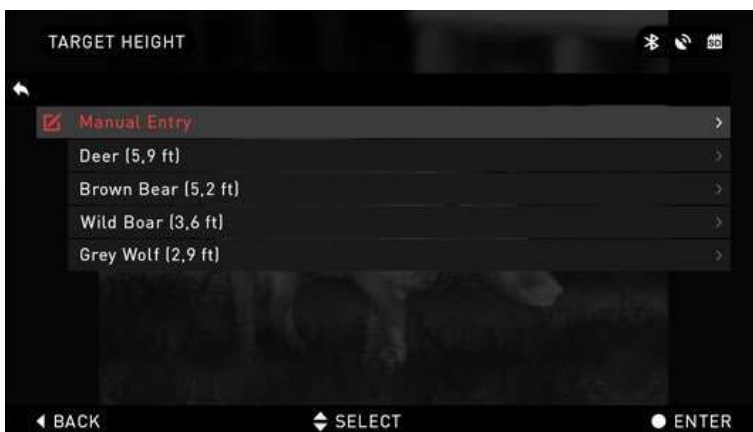 TARGET HEIGHT
SD
Manual Entry
Deer (5,9 ft)
Brown Bear (5,2 ft)
Wild Boar (3,6 ft)
Grey Wolf (2,9 ft)
BACK SELECT ENTER